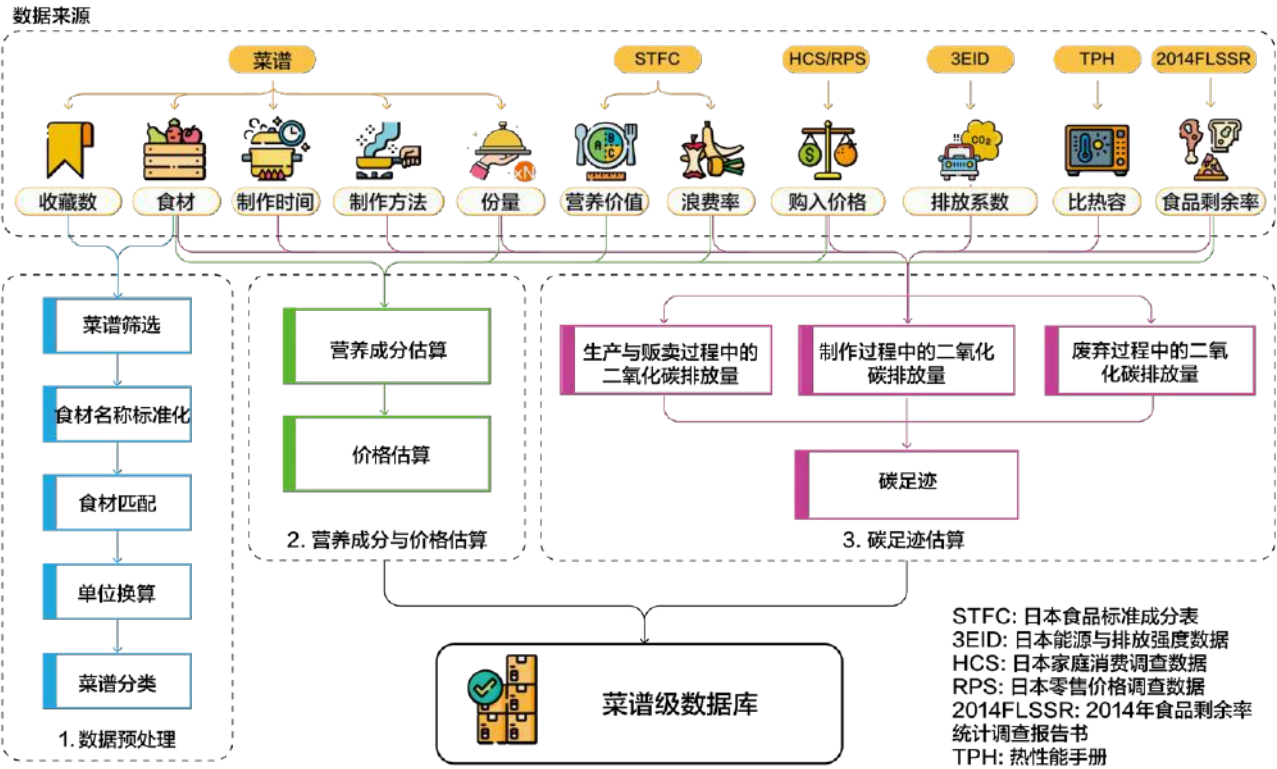 数据来源
菜谱
STFC
HCS/RPS
3EID
TPH
2014FLSSR
A
B
C
CO2
$
N
收藏数
食材
制作时间
制作方法
份量
营养价值
浪费率
购入价格
排放系数
比热容
食品剩余率
菜谱筛选
食材名称标准化
食材匹配
单位换算
菜谱分类
1. 数据预处理
营养成分估算
价格估算
2. 营养成分与价格估算
生产与贩卖过程中的
二氧化碳排放量
制作过程中的二氧化
碳排放量
废弃过程中的二氧
化碳排放量
碳足迹
3. 碳足迹估算
菜谱级数据库
STFC: 日本食品标准成分表
3EID: 日本能源与排放强度数据
HCS: 日本家庭消费调查数据
RPS: 日本零售价格调查数据
2014FLSSR: 2014年食品剩余率
统计调查报告书
TPH: 热性能手册